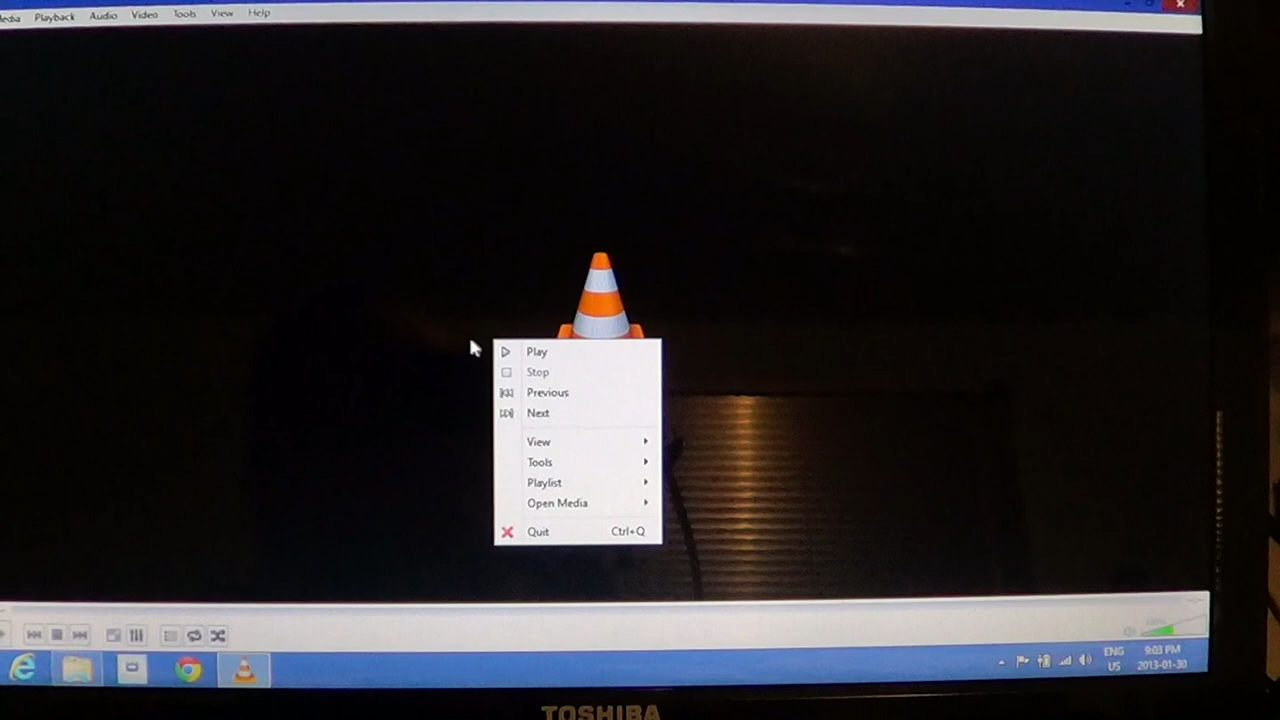 Playback Audio Video Tools View Help
Play
Stop
Previous
Next
View
Tools
Playlist
Open Media
Quit Ctrl+Q
ENG 9:03 PM
US 2013-01-30
TOSHIBA